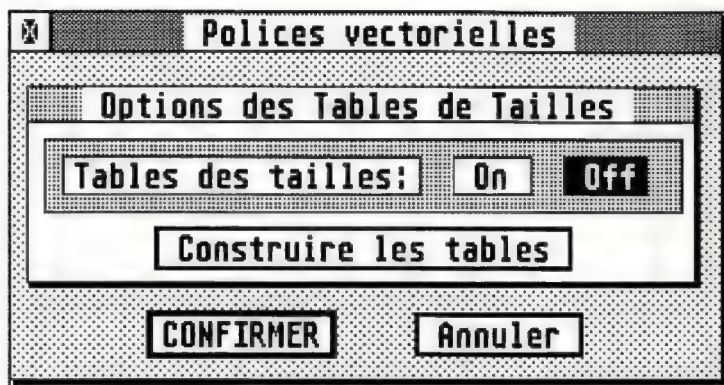 Polices vectorielles
Options des Tables de Tailles
Tables des tailles: On Off
Construire les tables
CONFIRMER Annuler